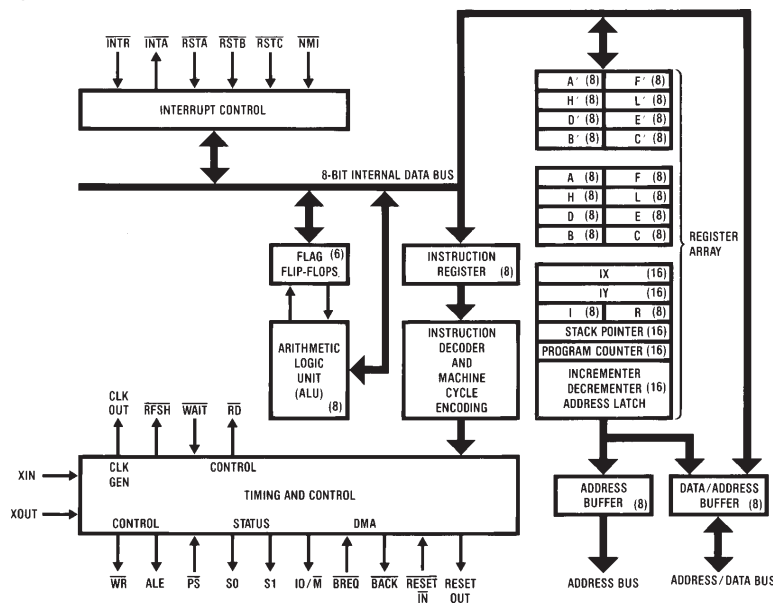 INTR INTA RSTA RSTB RSTC NMI
INTERRUPT CONTROL
8-BIT INTERNAL DATA BUS
A′ (8) F′ (8)
H′ (8) L′ (8)
D′ (8) E′ (8)
B′ (8) C′ (8)
A (8) F (8)
H (8) L (8)
D (8) E (8)
B (8) C (8)
IX (16)
IY (16)
I (8) R (8)
STACK POINTER (16)
PROGRAM COUNTER (16)
INCREMENTER
DECREMENTER (16)
ADDRESS LATCH
REGISTER
ARRAY
FLAG (6)
FLIP-FLOPS
INSTRUCTION
REGISTER (8)
ARITHMETIC
LOGIC
UNIT
(ALU) (8)
INSTRUCTION
DECODER
AND
MACHINE
CYCLE
ENCODING
CLK
OUT RFSH WAIT RD
CLK
GEN
CONTROL
XIN
XOUT
TIMING AND CONTROL
CONTROL STATUS DMA
WR ALE PS S0 S1 IO/M BREQ BACK RESET
IN
RESET
OUT
ADDRESS
BUFFER (8)
DATA/ADDRESS
BUFFER (8)
ADDRESS BUS
ADDRESS/DATA BUS